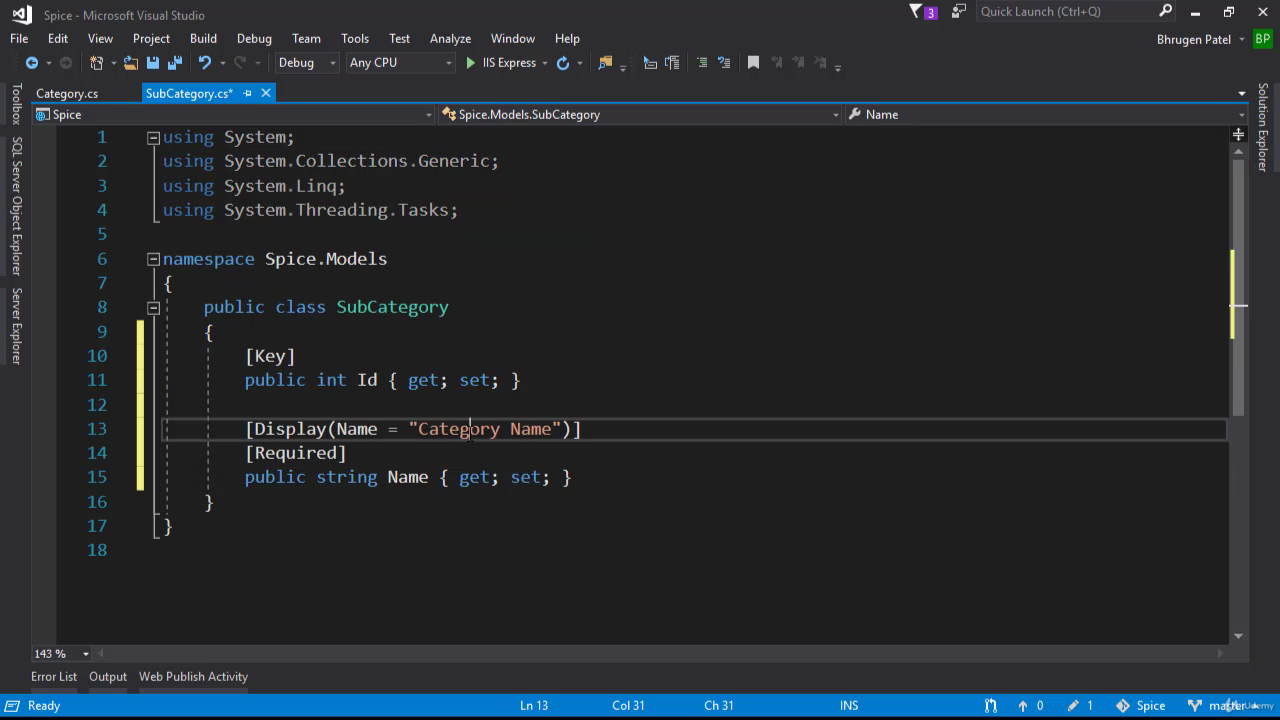 Spice - Microsoft Visual Studio
3
Quick Launch (Ctrl+Q)
File Edit View Project Build Debug Team Tools Test Analyze Window Help
Bhrugen Patel BP
Debug Any CPU IIS Express
Category.cs SubCategory.cs*
Spice Spice.Models.SubCategory Name
Toolbox
SQL Server Object Explorer
Server Explorer
Solution Explorer
1 using System;
2 using System.Collections.Generic;
3 using System.Linq;
4 using System.Threading.Tasks;
5
6 namespace Spice.Models
7 {
8 public class SubCategory
9 {
10 [Key]
11 public int Id { get; set; }
12
13 [Display(Name = "Category Name")]
14 [Required]
15 public string Name { get; set; }
16 }
17 }
18
143 %
Error List Output Web Publish Activity
Ready Ln 13 Col 31 Ch 31 INS 0 1 Spice master
Udemy